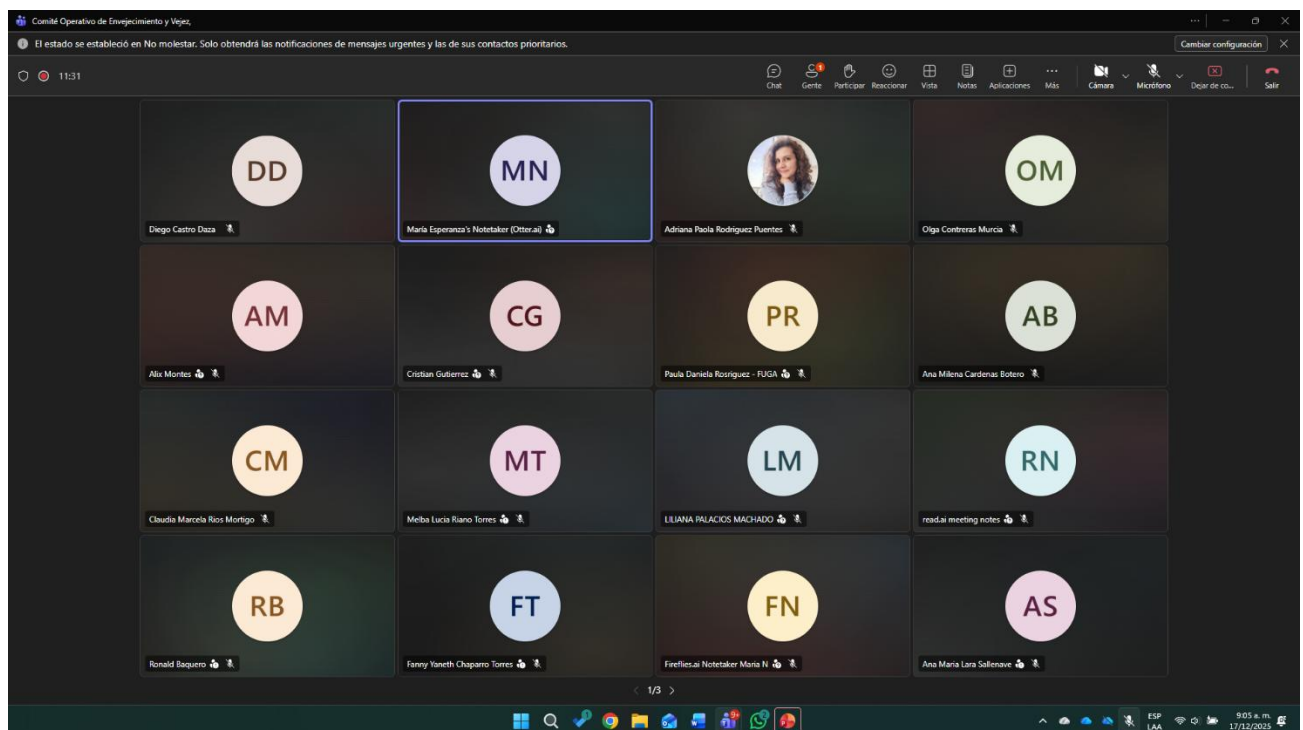 Comité Operativo de Envejecimiento y Vejez,
El estado se estableció en No molestar. Solo obtendrá las notificaciones de mensajes urgentes y las de sus contactos prioritarios.
Cambiar configuración
11:31
1
Chat Gente Participar Reaccionar Vista Notas Aplicaciones Más Cámara Micrófono Dejar de co... Salir
DD MN OM
Diego Castro Daza María Esperanza's Notetaker (Otter.ai) Adriana Paola Rodriguez Puentes Olga Contreras Murcia
AM CG PR AB
Alix Montes Cristian Gutierrez Paula Daniela Rosriguez - FUGA Ana Milena Cardenas Botero
CM MT LM RN
Claudia Marcela Rios Mortigo Melba Lucia Riano Torres LILIANA PALACIOS MACHADO read.ai meeting notes
RB FT FN AS
Ronald Baquero Fanny Yaneth Chaparro Torres Fireflies.ai Notetaker Maria N Ana Maria Lara Sallenave
1/3
ESP
LAA
9:05 a. m.
17/12/2025